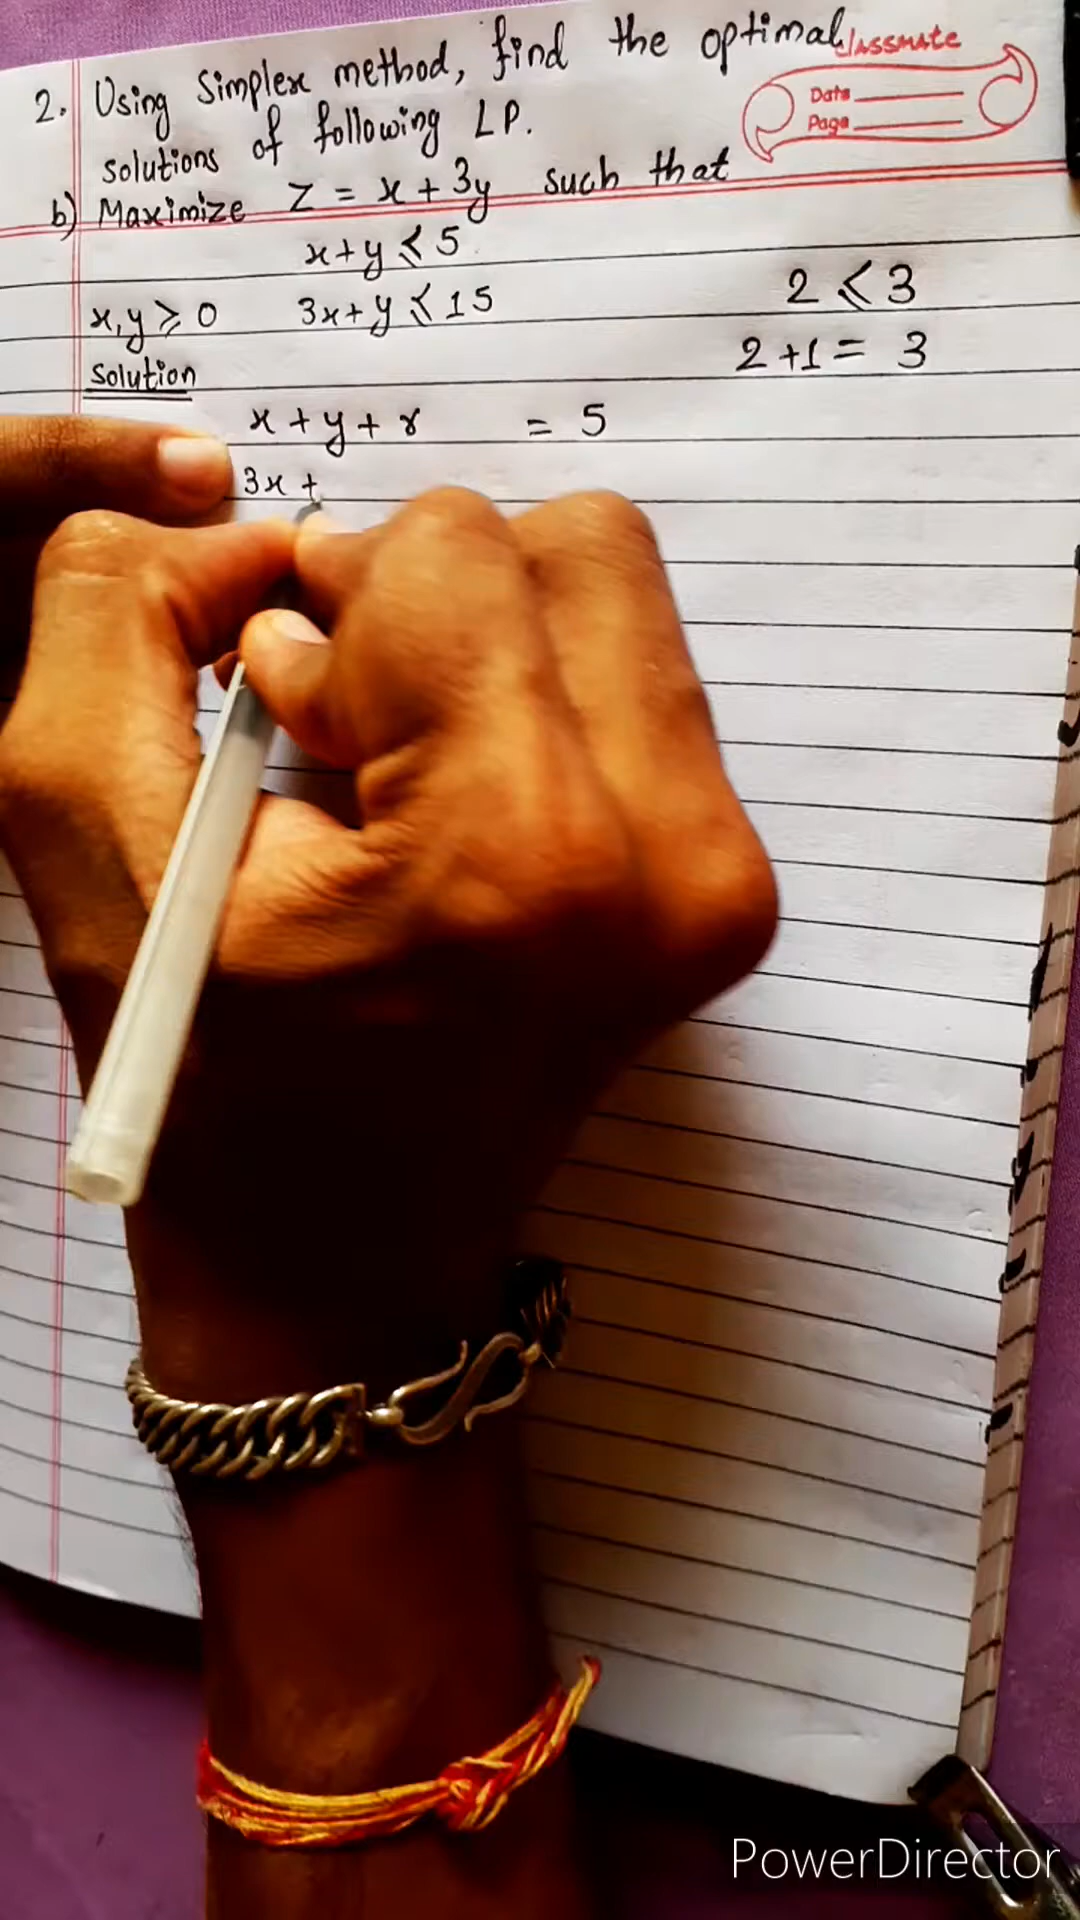 2. Using Simplex method, find the optimal
classmate
Date
Page
solutions of following LP.
b) Maximize Z = x + 3y such that
x + y ⩽ 5
x, y ⩾ 0 3x + y ⩽ 15
2 ⩽ 3
2 + 1 = 3
Solution
x + y + r = 5
3x +
PowerDirector